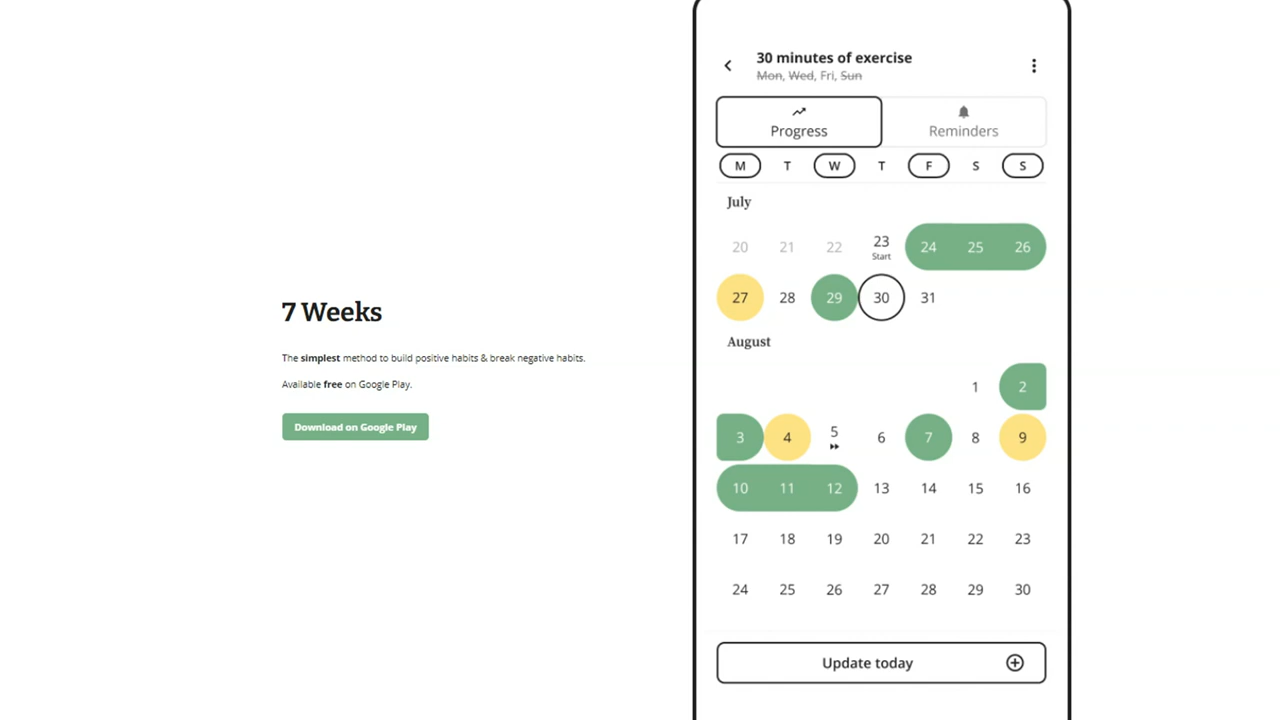 7 Weeks
The simplest method to build positive habits & break negative habits.
Available free on Google Play.
Download on Google Play
30 minutes of exercise
Mon, Wed, Fri, Sun
Progress
Reminders
M T W T F S S
July
20 21 22 23 24 25 26
Start
27 28 29 30 31
August
1 2
3 4 5 6 7 8 9
10 11 12 13 14 15 16
17 18 19 20 21 22 23
24 25 26 27 28 29 30
Update today